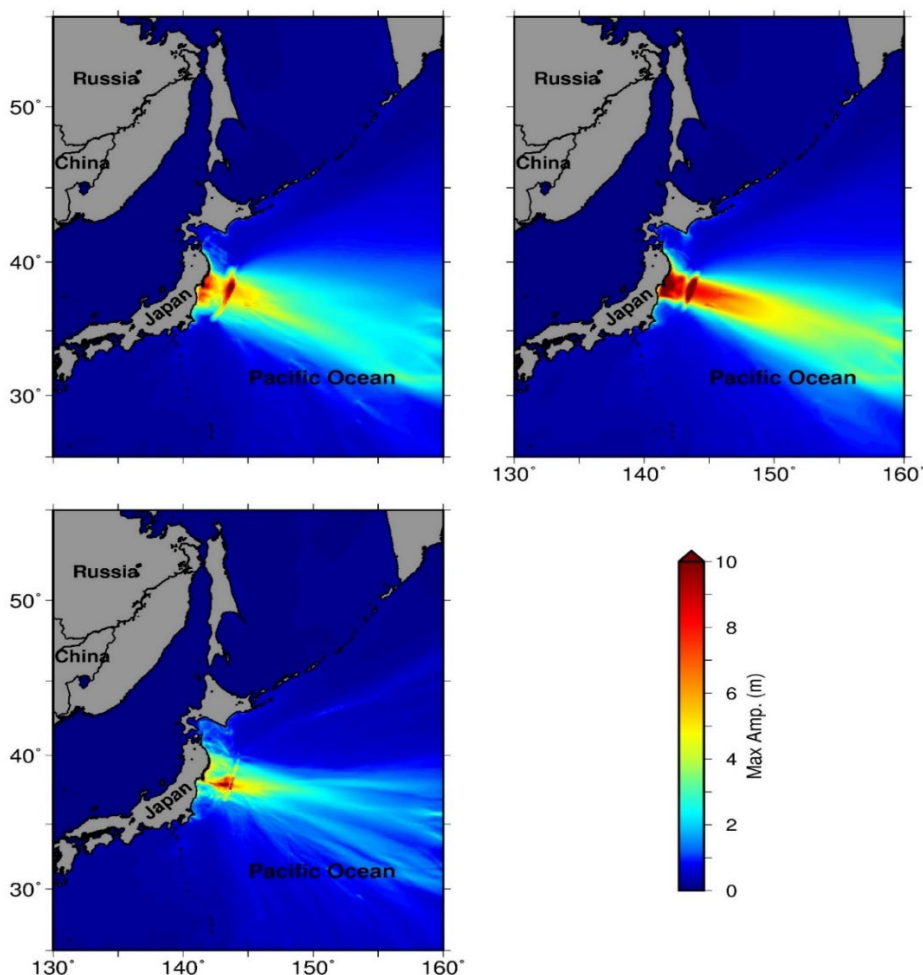 50°
40°
30°
Russia
China
Japan
Pacific Ocean
Russia
China
Japan
Pacific Ocean
130° 140° 150° 160°
50°
40°
30°
Russia
China
Japan
Pacific Ocean
130° 140° 150° 160°
10
8
6
4
2
0
Max Amp. (m)